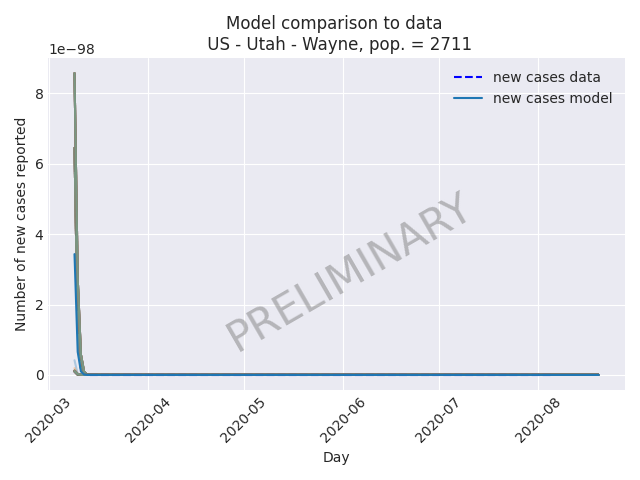 Model comparison to data
US - Utah - Wayne, pop. = 2711
1e−98
new cases data
new cases model
8
6
4
2
0
Number of new cases reported
PRELIMINARY
2020-03
2020-04
2020-05
2020-06
2020-07
2020-08
Day